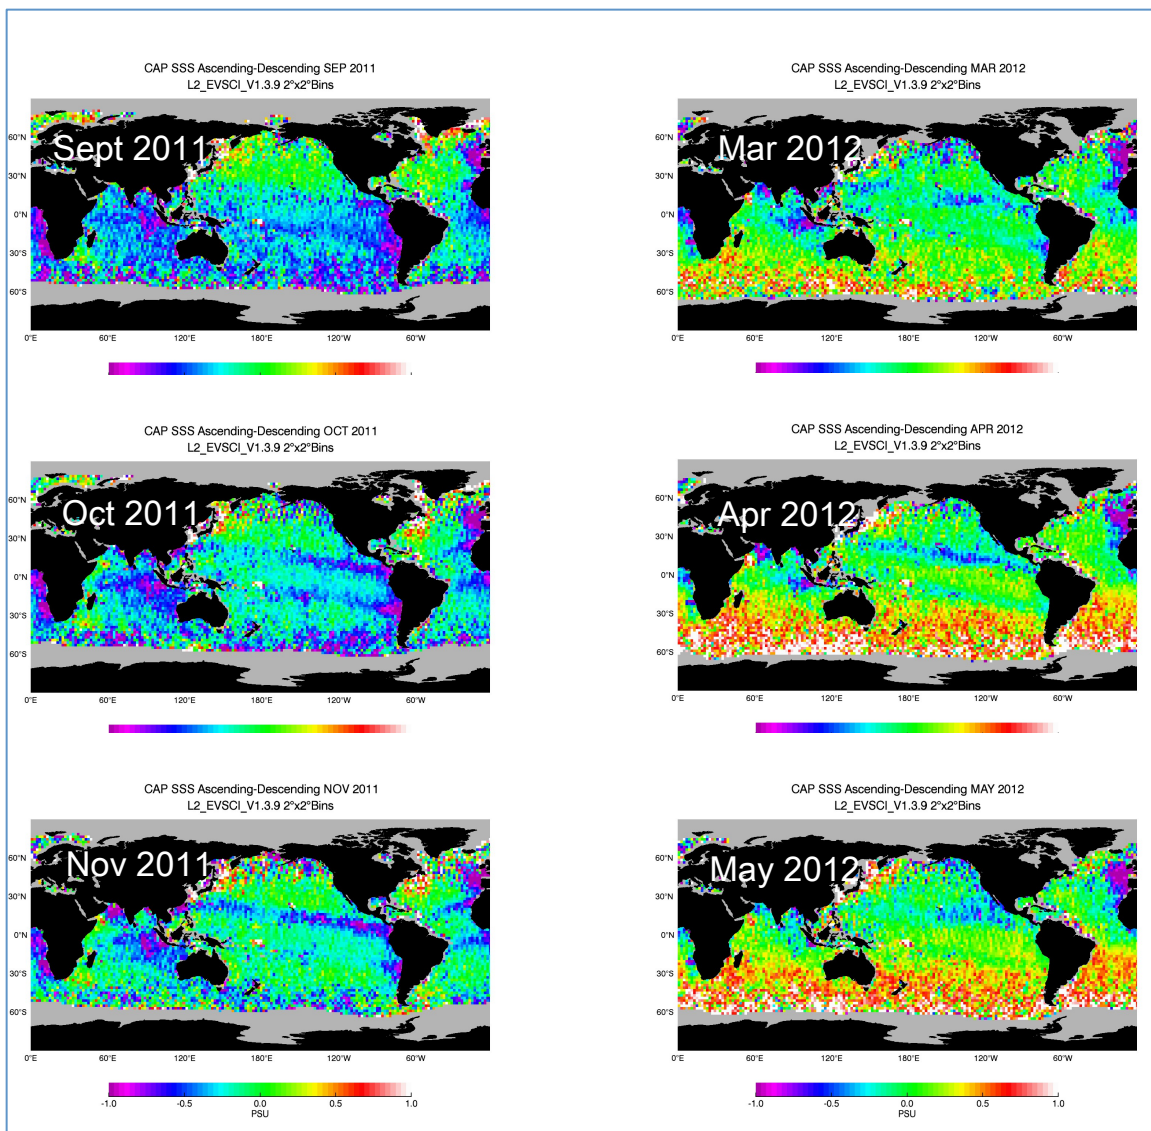 CAP SSS Ascending-Descending SEP 2011
L2_EVSCI_V1.3.9 2°x2°Bins
Sept 2011
60°N
30°N
0°N
30°S
60°S
0°E 60°E 120°E 180°E 120°W 60°W
CAP SSS Ascending-Descending MAR 2012
L2_EVSCI_V1.3.9 2°x2°Bins
Mar 2012
60°N
30°N
0°N
30°S
60°S
0°E 60°E 120°E 180°E 120°W 60°W
CAP SSS Ascending-Descending OCT 2011
L2_EVSCI_V1.3.9 2°x2°Bins
Oct 2011
60°N
30°N
0°N
30°S
60°S
0°E 60°E 120°E 180°E 120°W 60°W
CAP SSS Ascending-Descending APR 2012
L2_EVSCI_V1.3.9 2°x2°Bins
Apr 2012
60°N
30°N
0°N
30°S
60°S
0°E 60°E 120°E 180°E 120°W 60°W
CAP SSS Ascending-Descending NOV 2011
L2_EVSCI_V1.3.9 2°x2°Bins
Nov 2011
60°N
30°N
0°N
30°S
60°S
0°E 60°E 120°E 180°E 120°W 60°W
-1.0 -0.5 0.0 0.5 1.0
PSU
CAP SSS Ascending-Descending MAY 2012
L2_EVSCI_V1.3.9 2°x2°Bins
May 2012
60°N
30°N
0°N
30°S
60°S
0°E 60°E 120°E 180°E 120°W 60°W
-1.0 -0.5 0.0 0.5 1.0
PSU